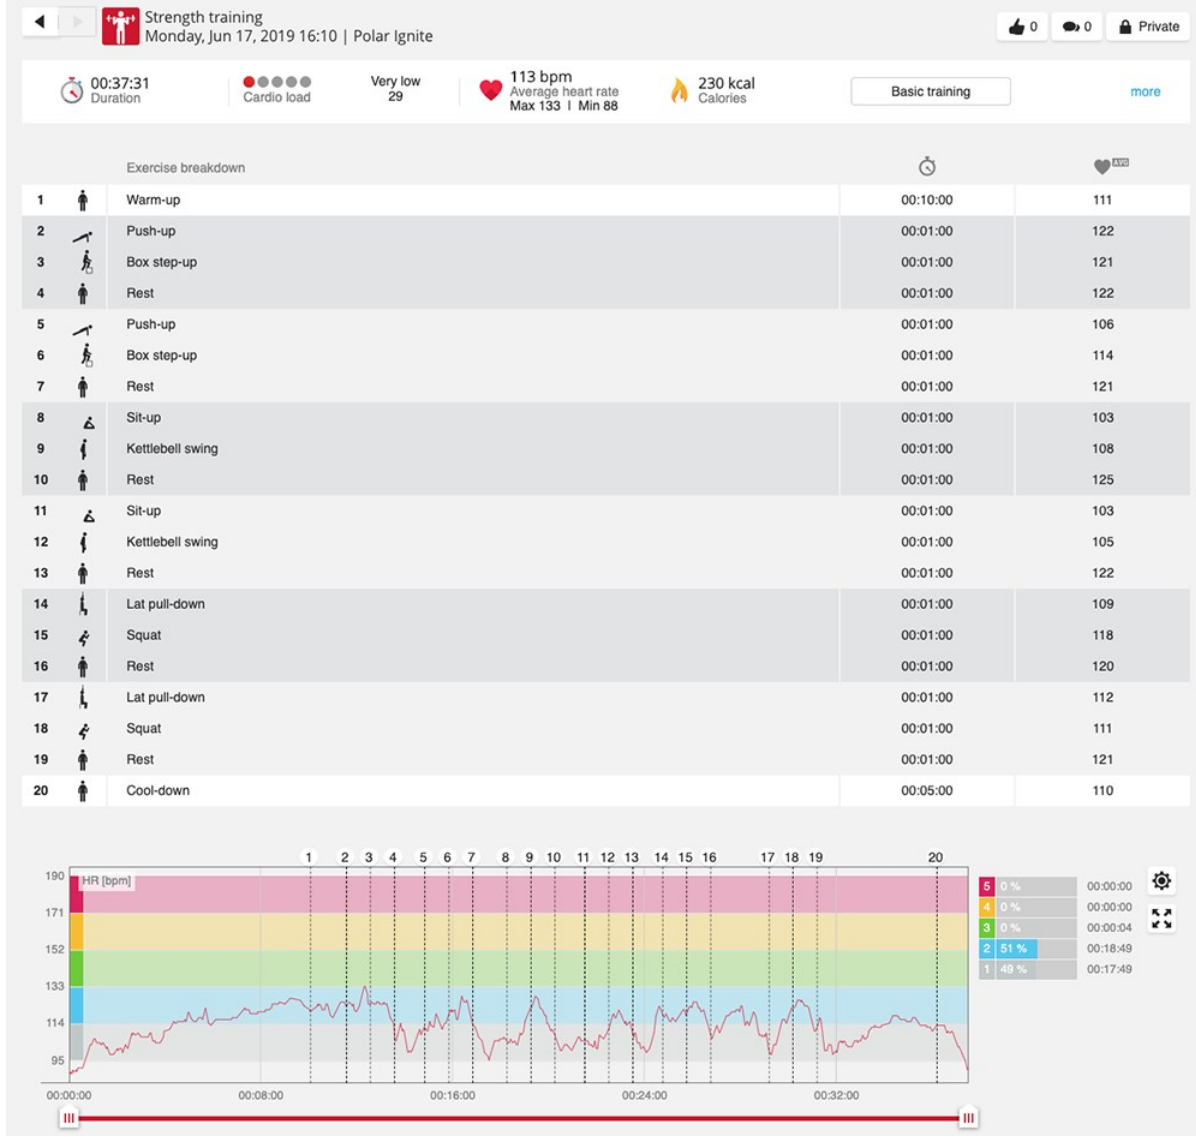 Strength training
Monday, Jun 17, 2019 16:10 | Polar Ignite
0
0
Private
00:37:31
Duration
Cardio load
Very low
29
113 bpm
Average heart rate
Max 133 | Min 88
230 kcal
Calories
Basic training
more
Exercise breakdown AVG
1 Warm-up 00:10:00 111
2 Push-up 00:01:00 122
3 Box step-up 00:01:00 121
4 Rest 00:01:00 122
5 Push-up 00:01:00 106
6 Box step-up 00:01:00 114
7 Rest 00:01:00 121
8 Sit-up 00:01:00 103
9 Kettlebell swing 00:01:00 108
10 Rest 00:01:00 125
11 Sit-up 00:01:00 103
12 Kettlebell swing 00:01:00 105
13 Rest 00:01:00 122
14 Lat pull-down 00:01:00 109
15 Squat 00:01:00 118
16 Rest 00:01:00 120
17 Lat pull-down 00:01:00 112
18 Squat 00:01:00 111
19 Rest 00:01:00 121
20 Cool-down 00:05:00 110
1 2 3 4 5 6 7 8 9 10 11 12 13 14 15 16 17 18 19 20
HR [bpm]
190
171
152
133
114
95
00:00:00 00:08:00 00:16:00 00:24:00 00:32:00
5 0 % 00:00:00
4 0 % 00:00:00
3 0 % 00:00:04
2 51 % 00:18:49
1 49 % 00:17:49